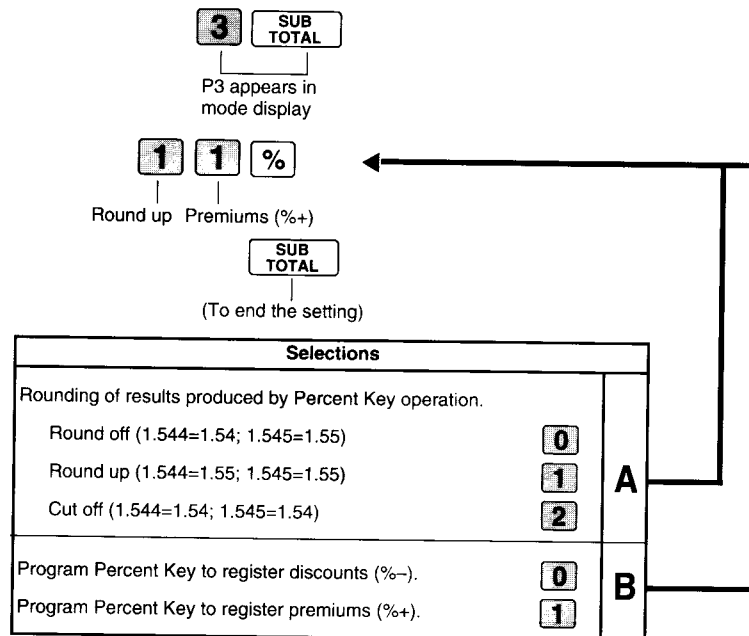 3 SUB TOTAL
P3 appears in
mode display
1 1 %
Round up Premiums (%+)
SUB
TOTAL
(To end the setting)
Selections
Rounding of results produced by Percent Key operation.
Round off (1.544=1.54; 1.545=1.55) 0
Round up (1.544=1.55; 1.545=1.55) 1
Cut off (1.544=1.54; 1.545=1.54) 2
A
Program Percent Key to register discounts (%–). 0
Program Percent Key to register premiums (%+). 1
B